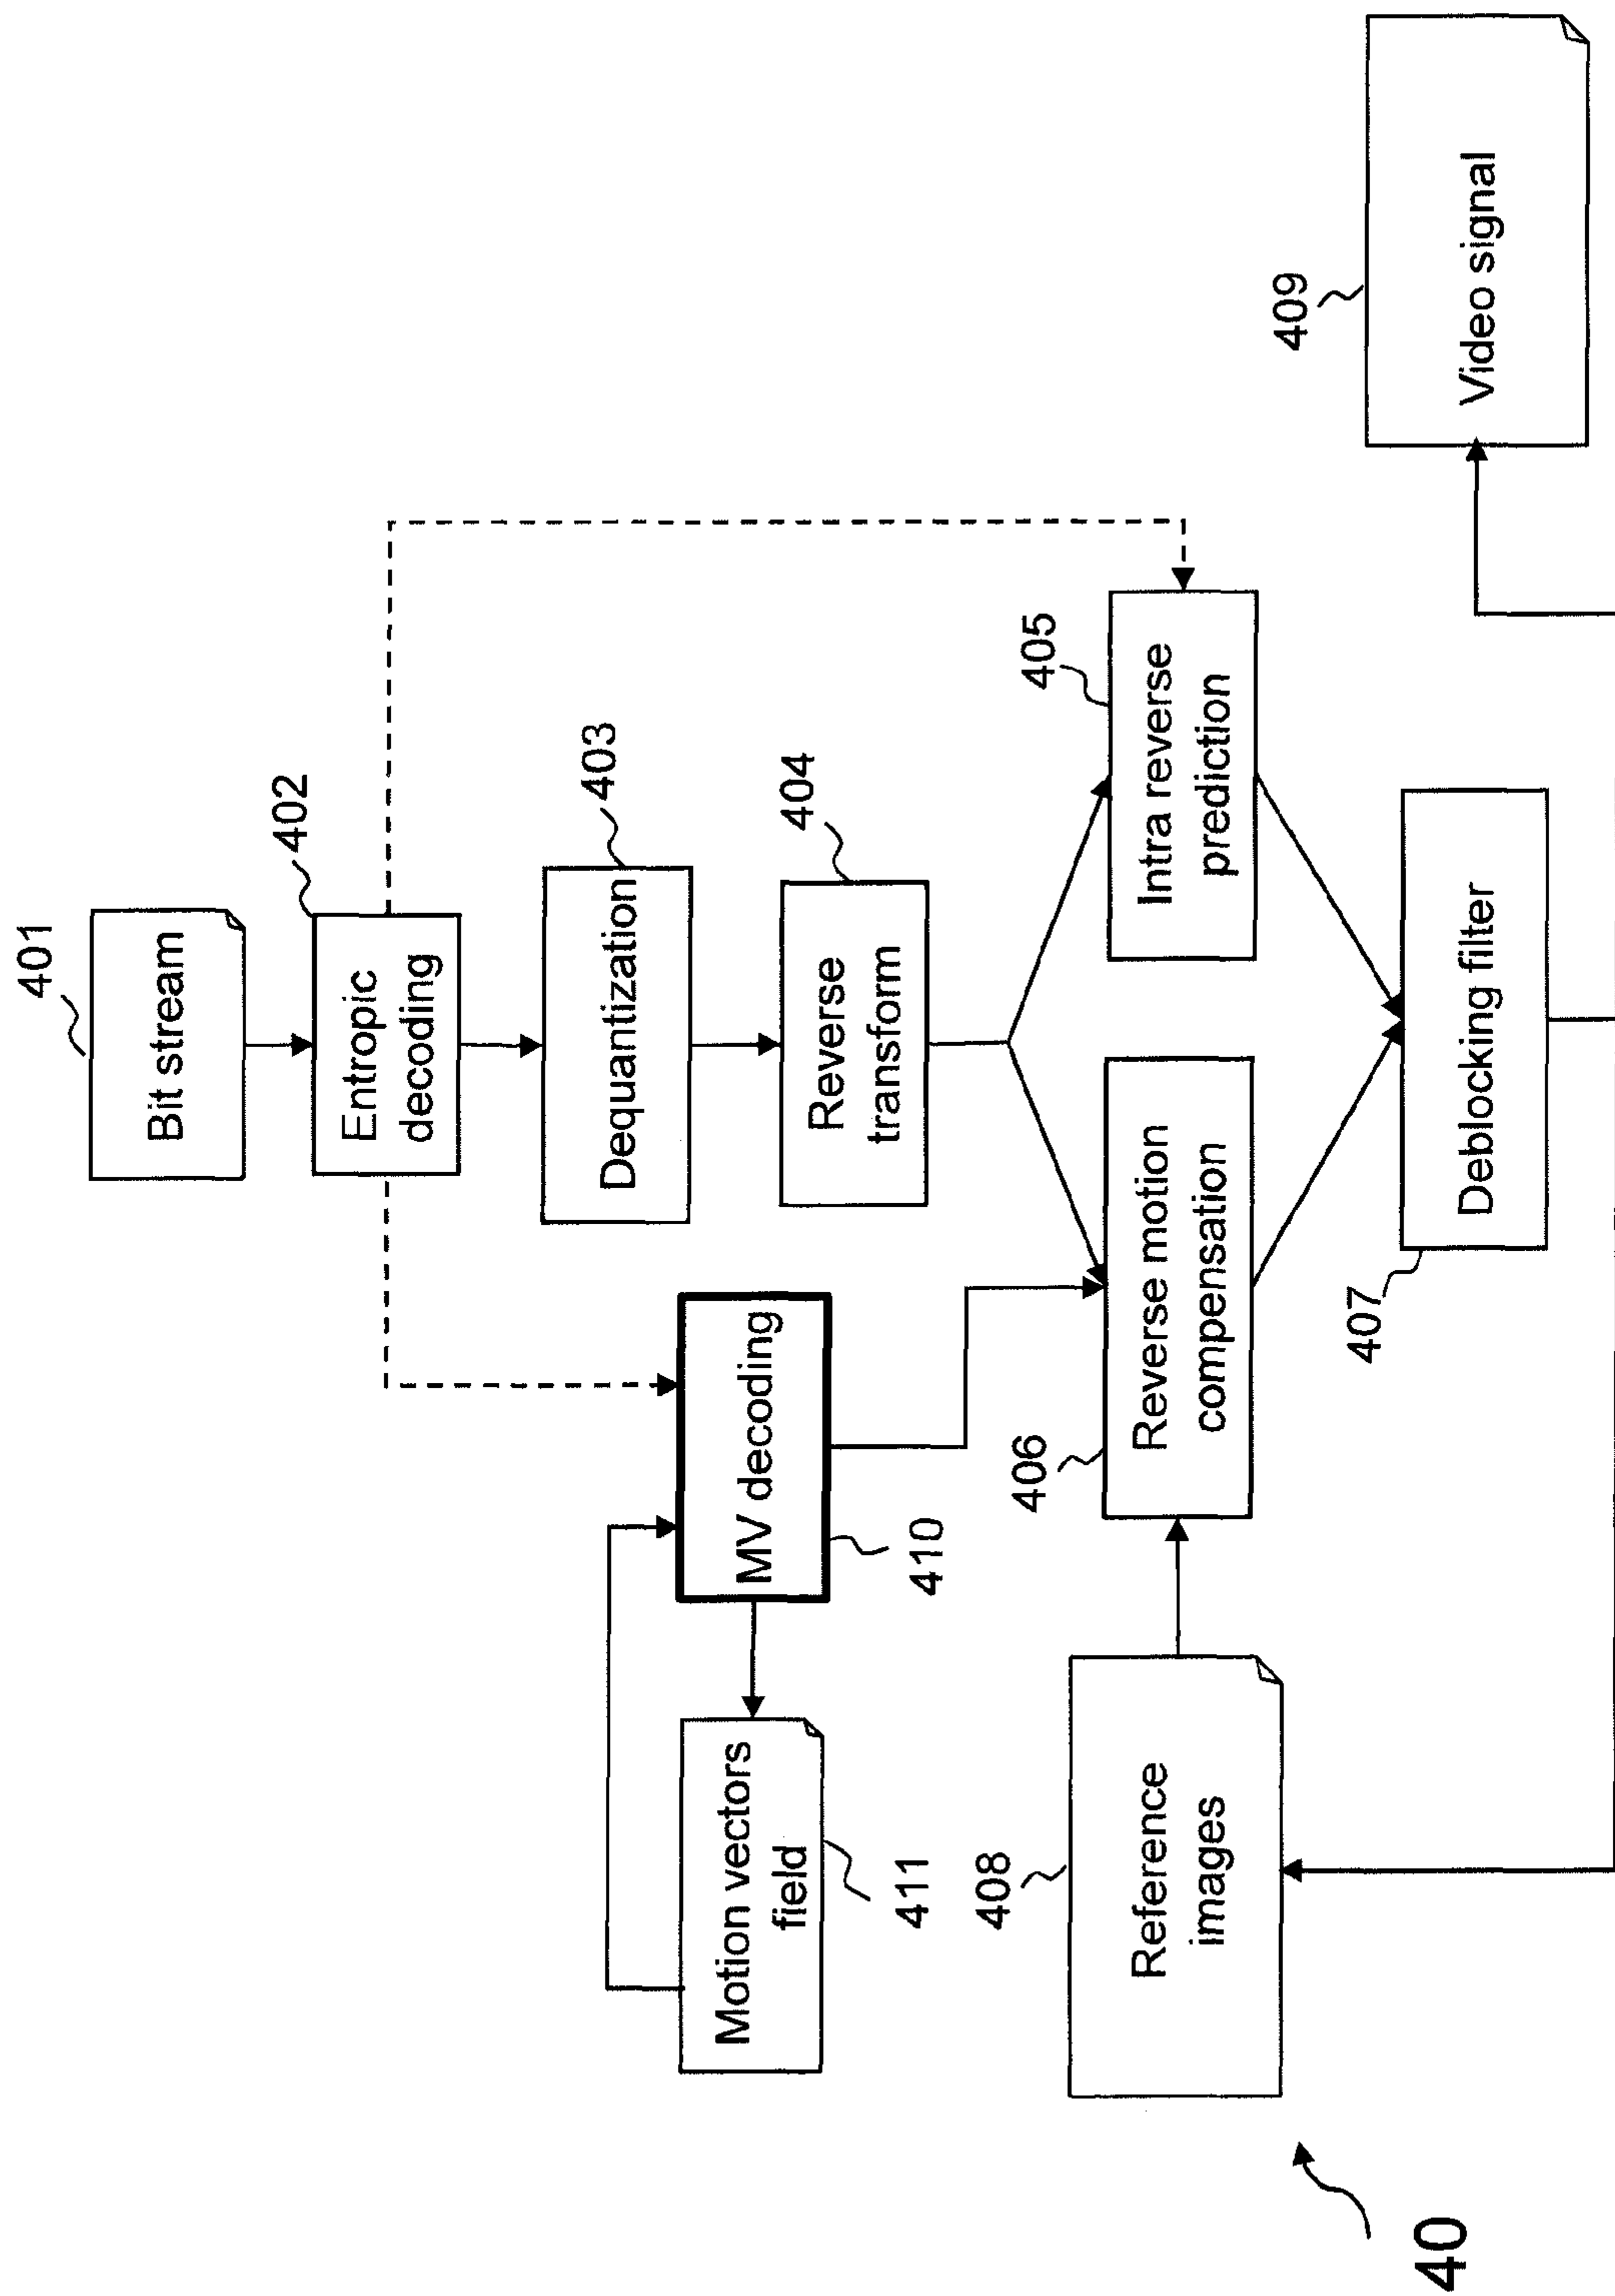 401
Bit stream
402
Entropic
decoding
403
Dequantization
404
Reverse
transform
MV decoding
410
Motion vectors
field
411
405
Intra reverse
prediction
406
Reverse motion
compensation
408
Reference
images
Deblocking filter
407
409
Video signal
40